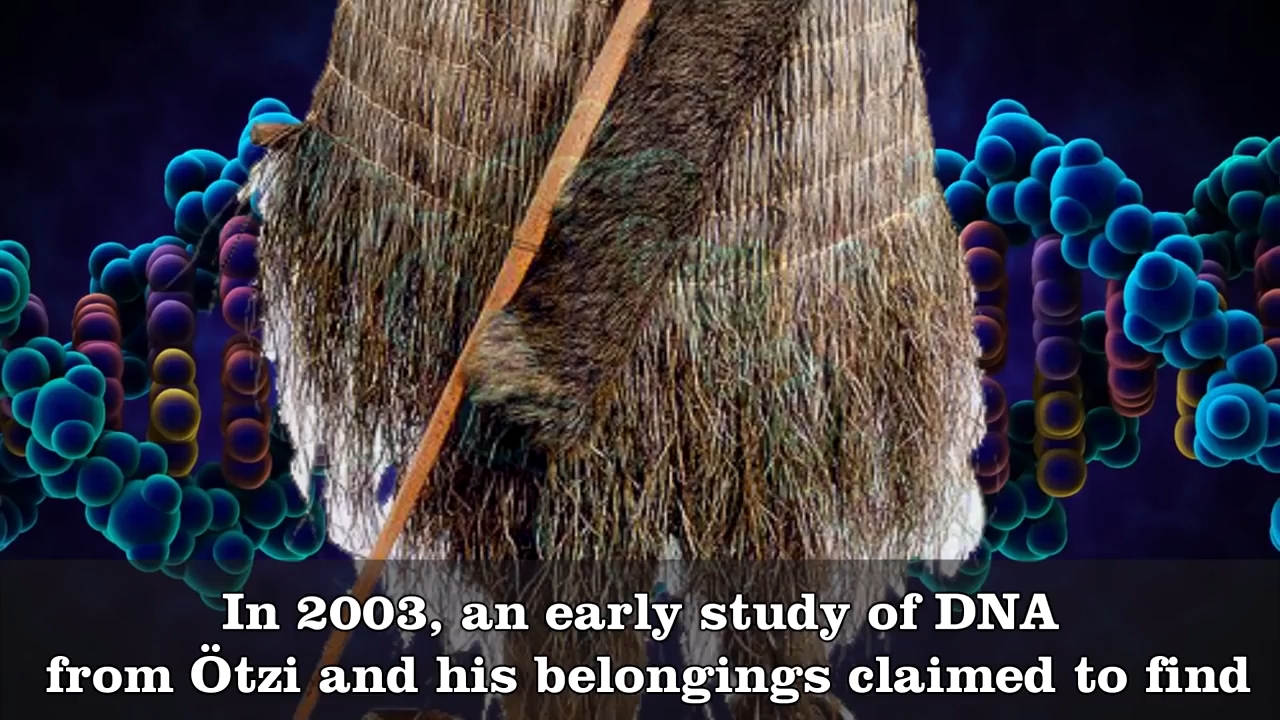 In 2003, an early study of DNA
from Ötzi and his belongings claimed to find